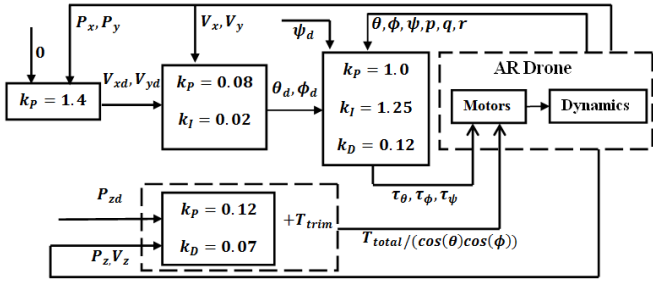 P_x, P_y
V_x, V_y
ψ_d
θ, ϕ, ψ, p, q, r
0
V_xd, V_yd
θ_d, ϕ_d
AR Drone
k_P = 1.4
k_P = 0.08
k_I = 0.02
k_P = 1.0
k_I = 1.25
k_D = 0.12
Motors
Dynamics
τ_θ, τ_ϕ, τ_ψ
P_zd
k_P = 0.12
k_D = 0.07
+T_trim
P_z, V_z
T_total/(cos(θ)cos(ϕ))